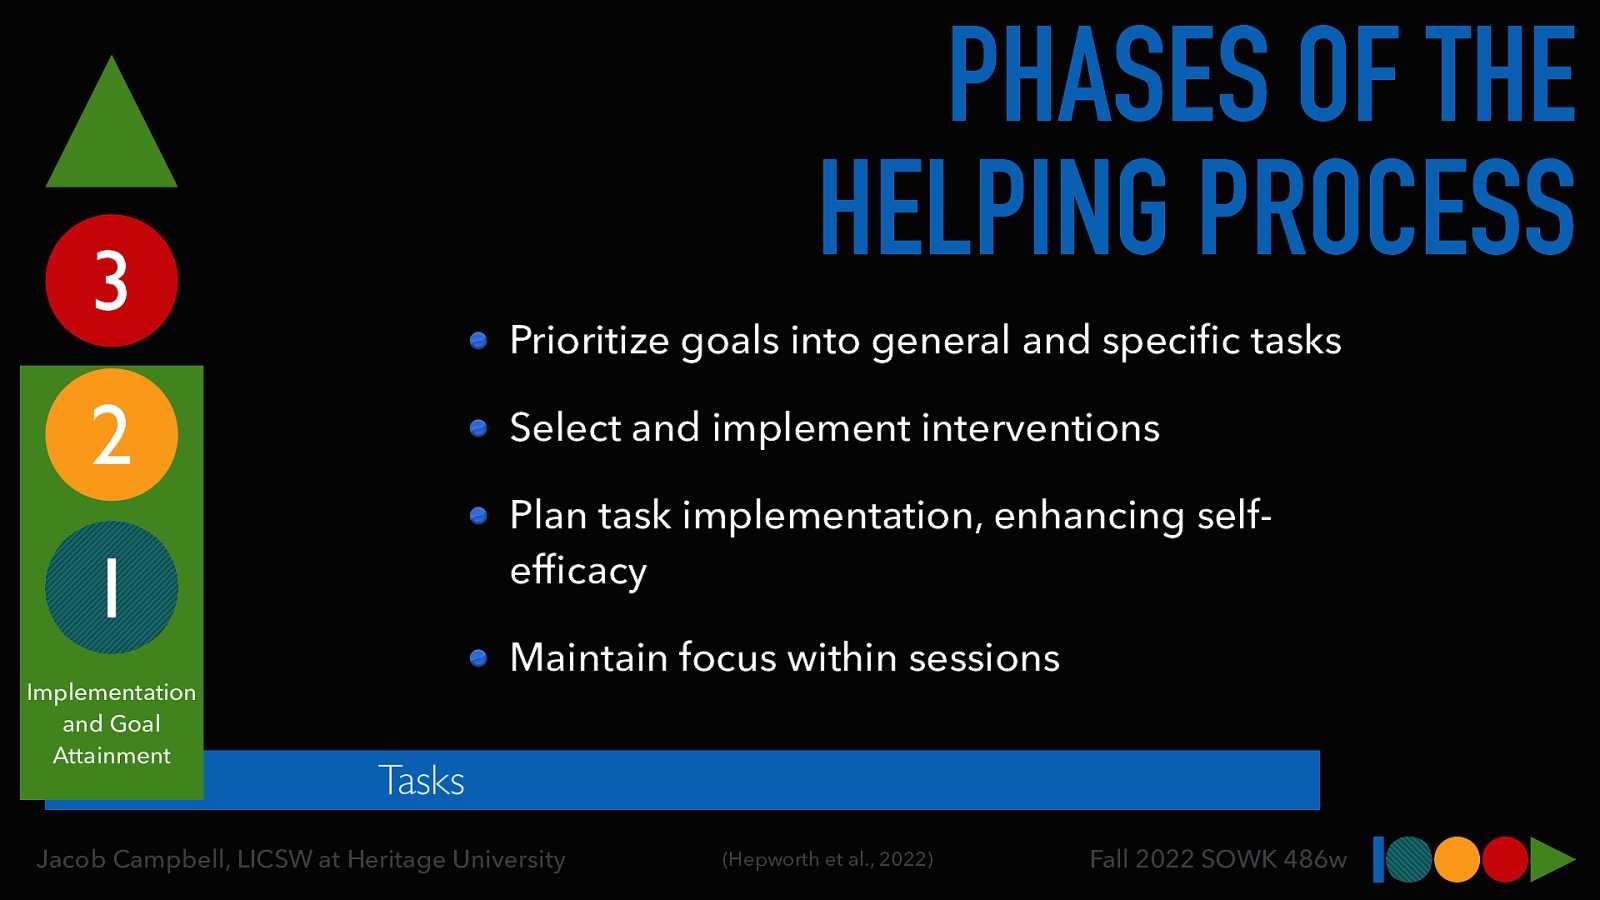 PHASES OF THE
HELPING PROCESS
3
2
1
Implementation
and Goal
Attainment
Prioritize goals into general and specific tasks
Select and implement interventions
Plan task implementation, enhancing self-
efficacy
Maintain focus within sessions
Tasks
Jacob Campbell, LICSW at Heritage University
(Hepworth et al., 2022)
Fall 2022 SOWK 486w